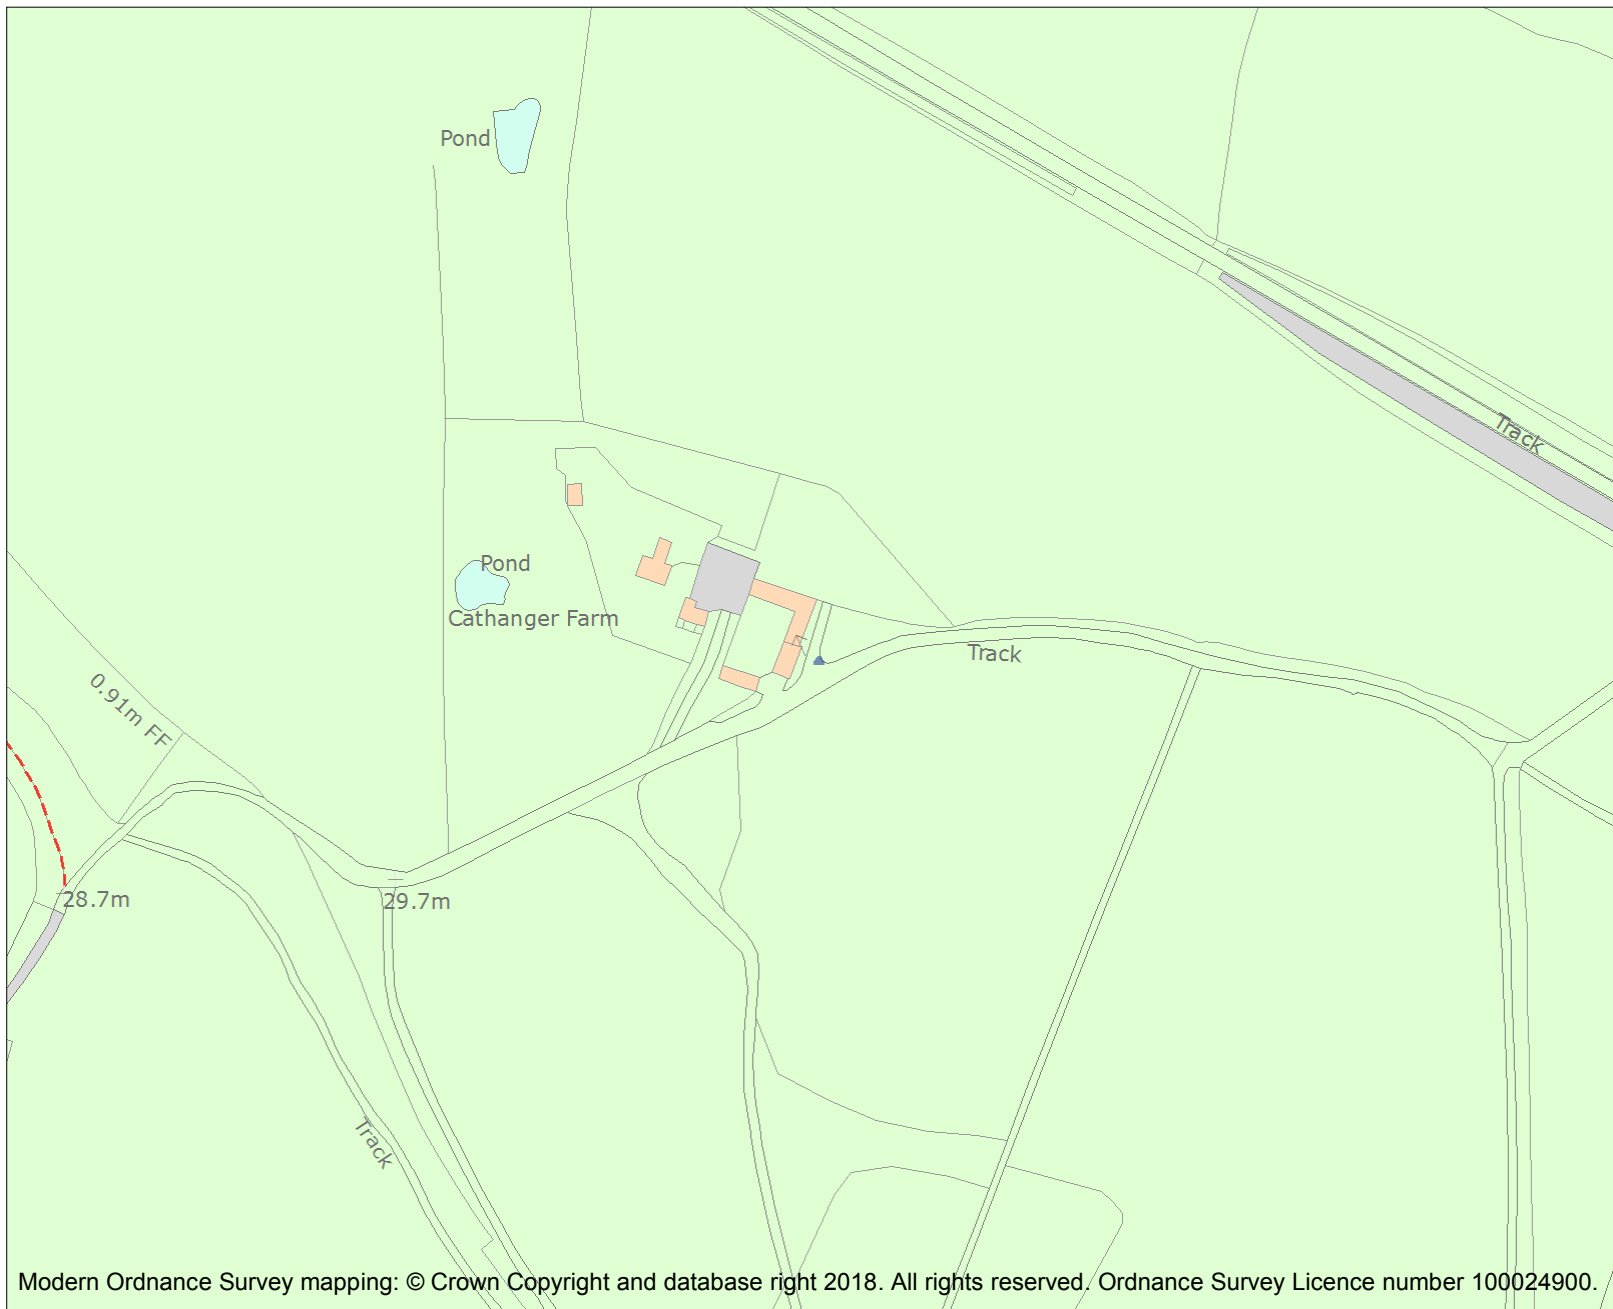 Pond
Track
Pond
Cathanger Farm
Track
0.91m FF
28.7m
29.7m
Track
Modern Ordnance Survey mapping: © Crown Copyright and database right 2018. All rights reserved. Ordnance Survey Licence number 100024900.